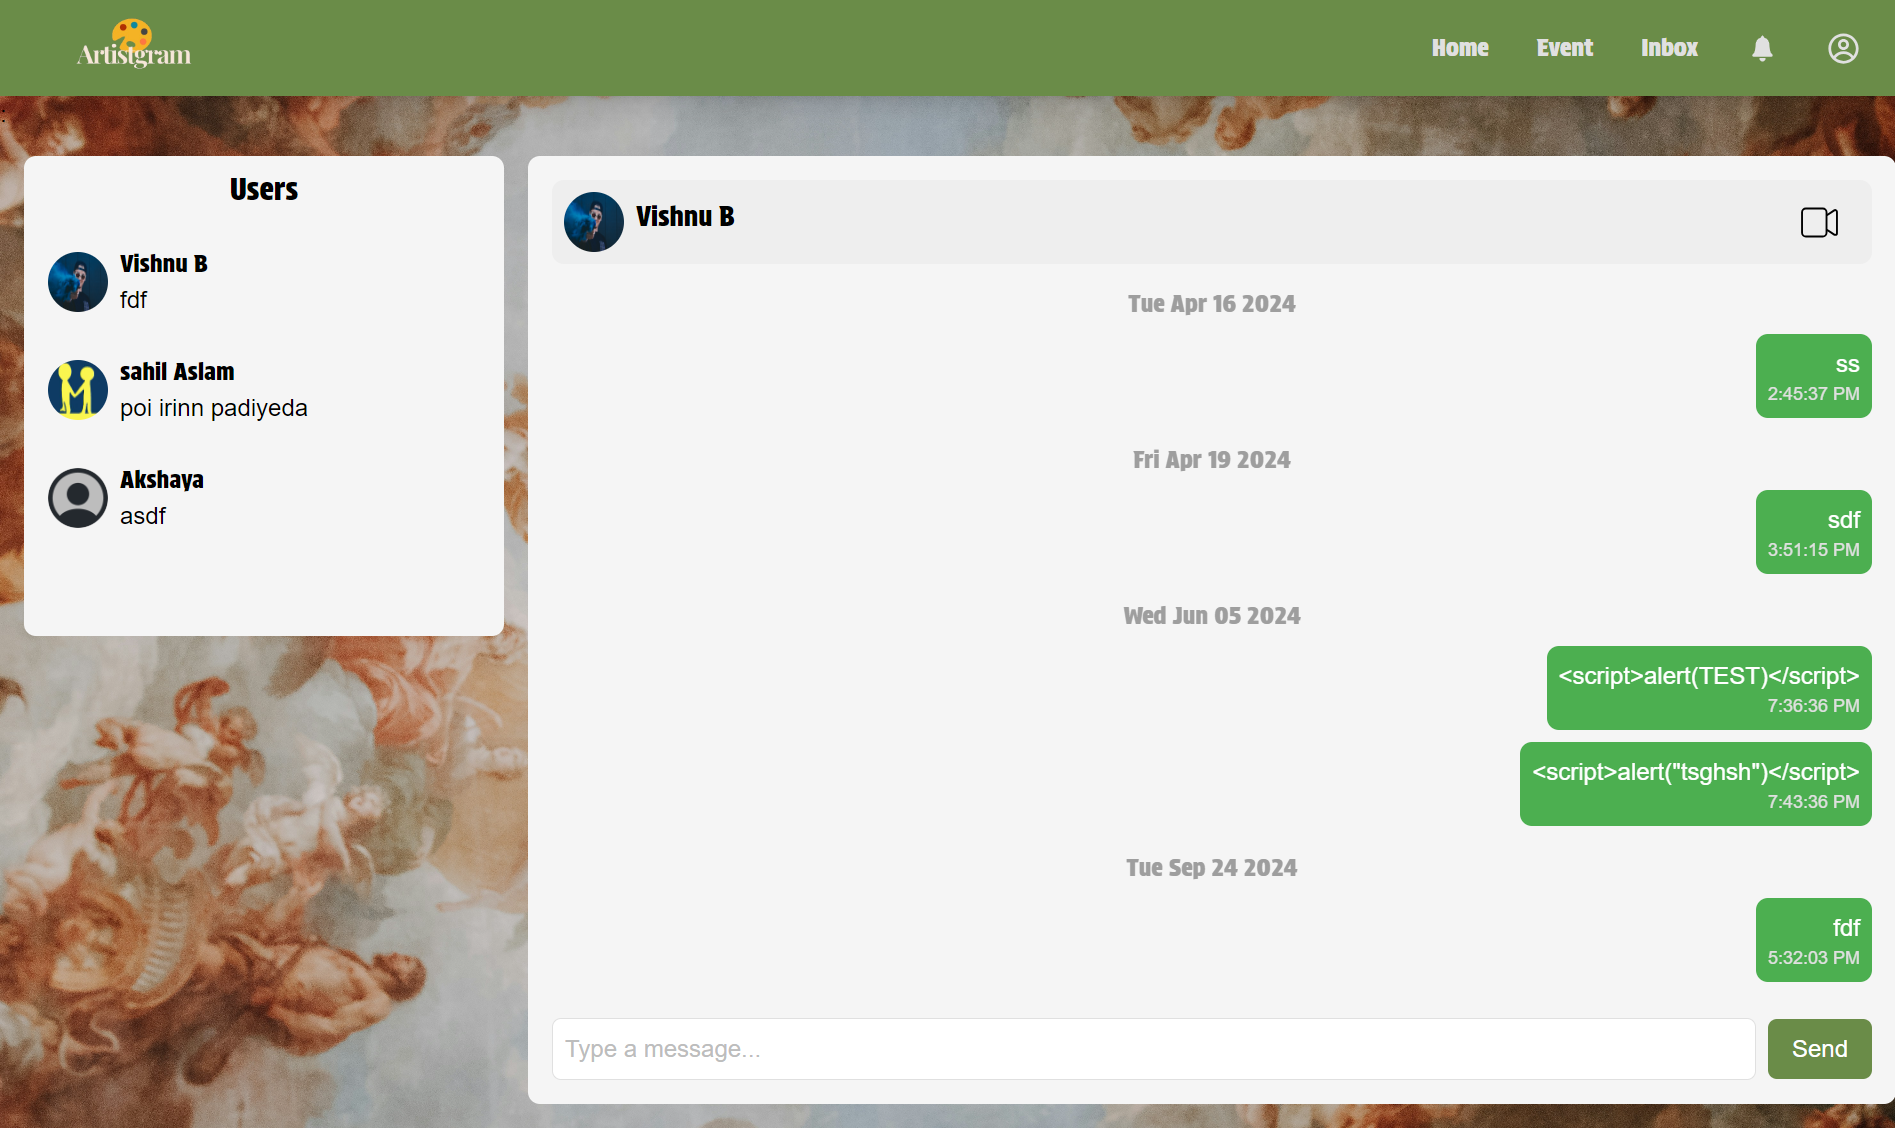 Artistgram
Home
Event
Inbox
Users
Vishnu B
fdf
sahil Aslam
poi irinn padiyeda
Akshaya
asdf
Vishnu B
Tue Apr 16 2024
ss
2:45:37 PM
Fri Apr 19 2024
sdf
3:51:15 PM
Wed Jun 05 2024
<script>alert(TEST)</script>
7:36:36 PM
<script>alert("tsghsh")</script>
7:43:36 PM
Tue Sep 24 2024
fdf
5:32:03 PM
Type a message...
Send